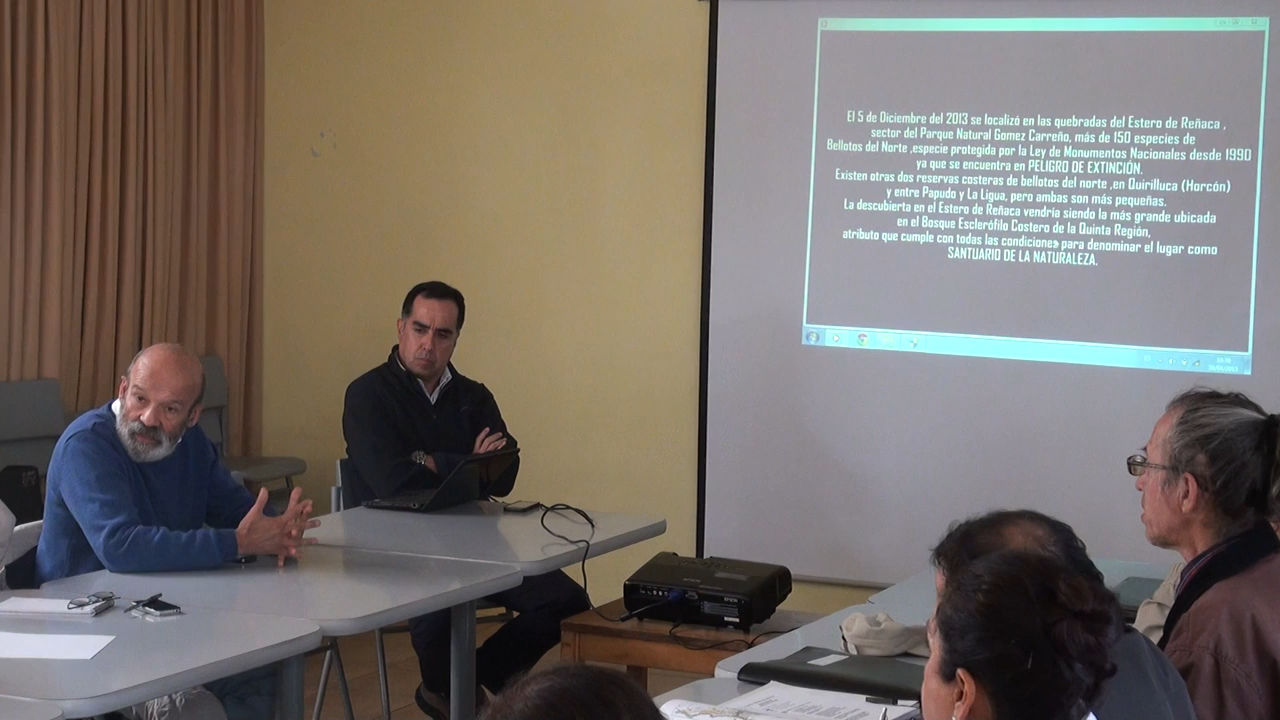 El 5 de Diciembre del 2013 se localizó en las quebradas del Estero de Reñaca ,
sector del Parque Natural Gomez Carreño, más de 150 especies de
Bellotos del Norte ,especie protegida por la Ley de Monumentos Nacionales desde 1990
ya que se encuentra en PELIGRO DE EXTINCIÓN.
Existen otras dos reservas costeras de bellotos del norte ,en Quirilluca (Horcón)
y entre Papudo y La Ligua, pero ambas son más pequeñas.
La descubierta en el Estero de Reñaca vendría siendo la más grande ubicada
en el Bosque Esclerófilo Costero de la Quinta Región,
atributo que cumple con todas las condiciones para denominar el lugar como
SANTUARIO DE LA NATURALEZA.
EPSON